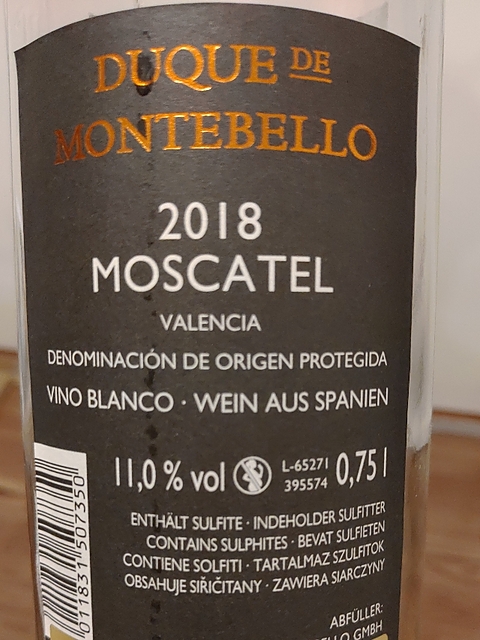 DUQUE DE
MONTEBELLO
2018
MOSCATEL
VALENCIA
DENOMINACIÓN DE ORIGEN PROTEGIDA
VINO BLANCO · WEIN AUS SPANIEN
11,0 % vol L-65271 395574 0,75 l
ENTHÄLT SULFITE · INDEHOLDER SULFITTER
CONTAINS SULPHITES · BEVAT SULFIETEN
CONTIENE SOLFITI · TARTALMAZ SZULFITOK
OBSAHUJE SIŘIČITANY · ZAWIERA SIARCZYNY
ABFÜLLER:
GMBH